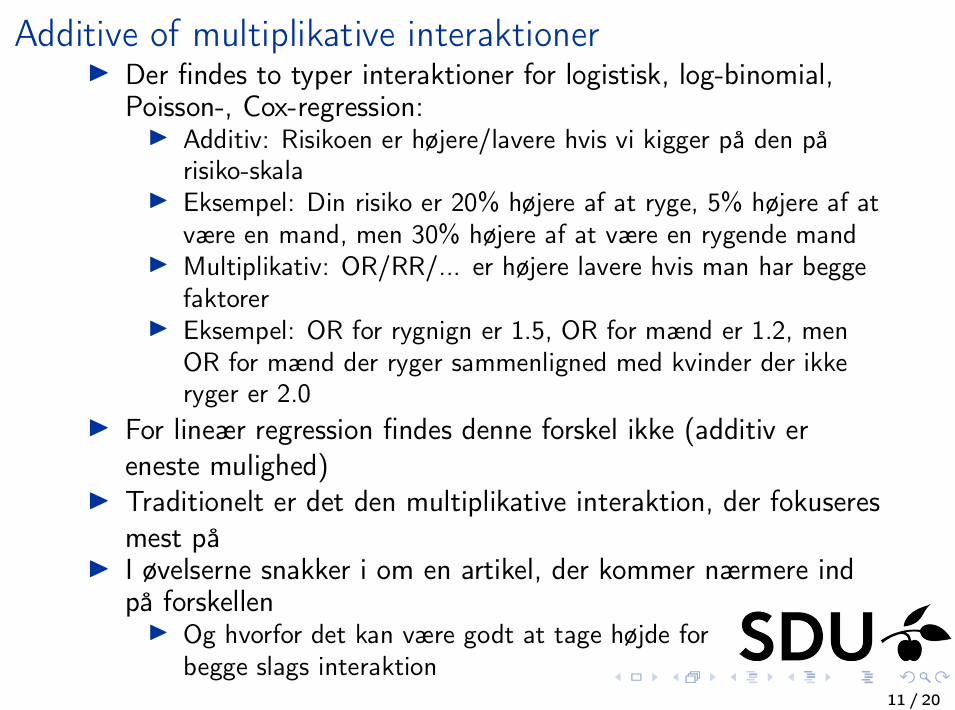 Additive of multiplikative interaktioner
Der findes to typer interaktioner for logistisk, log-binomial,
Poisson-, Cox-regression:
Additiv: Risikoen er højere/lavere hvis vi kigger på den på
risiko-skala
Eksempel: Din risiko er 20% højere af at ryge, 5% højere af at
være en mand, men 30% højere af at være en rygende mand
Multiplikativ: OR/RR/... er højere lavere hvis man har begge
faktorer
Eksempel: OR for rygnign er 1.5, OR for mænd er 1.2, men
OR for mænd der ryger sammenligned med kvinder der ikke
ryger er 2.0
For lineær regression findes denne forskel ikke (additiv er
eneste mulighed)
Traditionelt er det den multiplikative interaktion, der fokuseres
mest på
I øvelserne snakker i om en artikel, der kommer nærmere ind
på forskellen
Og hvorfor det kan være godt at tage højde for
begge slags interaktion
SDU
11 / 20